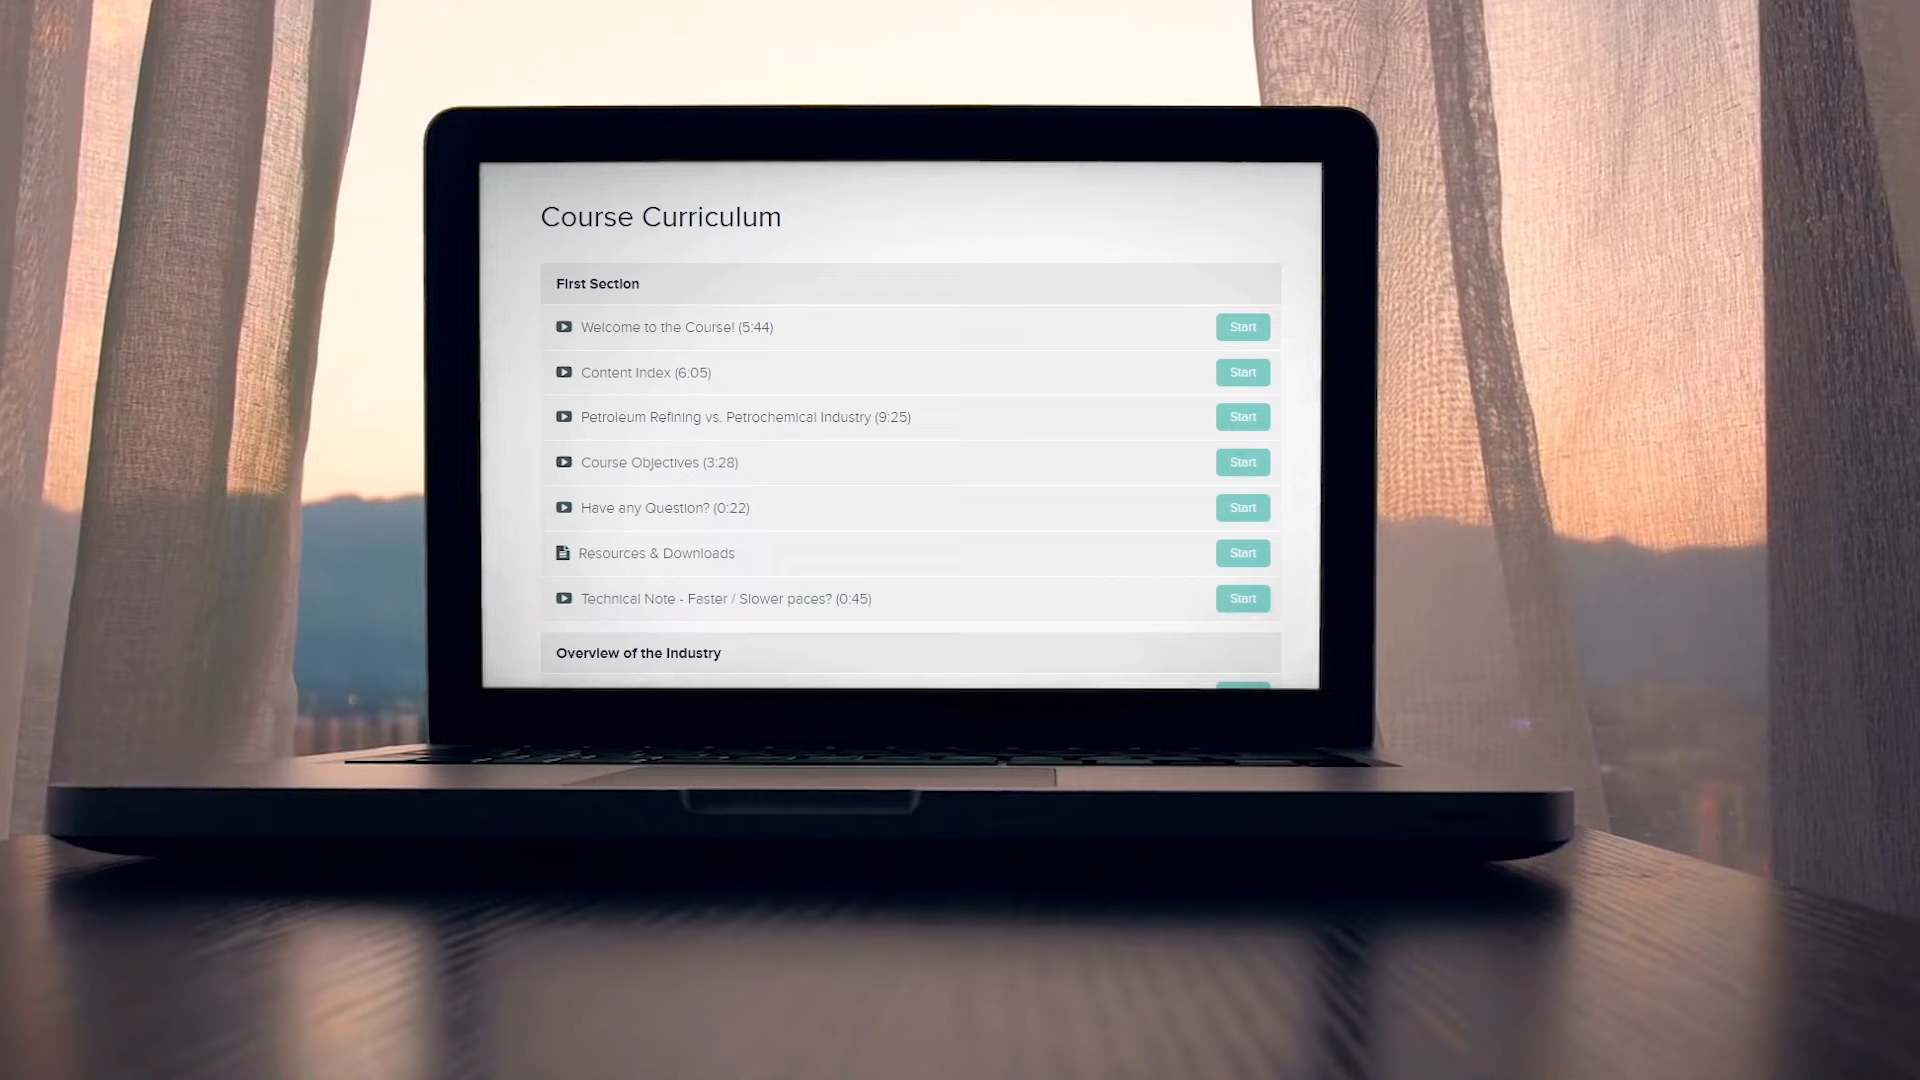 Course Curriculum
First Section
Welcome to the Course! (5:44)
Start
Content Index (6:05)
Start
Petroleum Refining vs. Petrochemical Industry (9:25)
Start
Course Objectives (3:28)
Start
Have any Question? (0:22)
Start
Resources & Downloads
Start
Technical Note - Faster / Slower paces? (0:45)
Start
Overview of the Industry